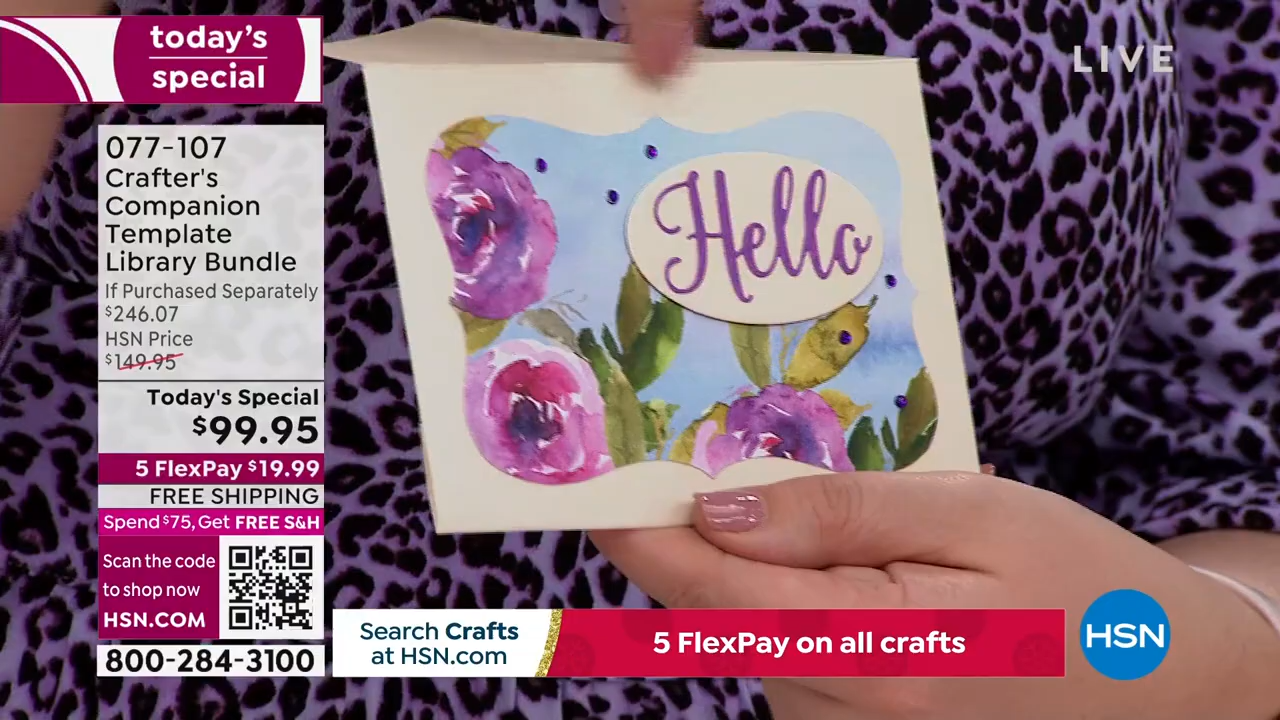 today's
special
LIVE
077-107
Crafter's
Companion
Template
Library Bundle
If Purchased Separately
$246.07
HSN Price
$149.95
Today's Special
$99.95
5 FlexPay $19.99
FREE SHIPPING
Spend $75, Get FREE S&H
Scan the code
to shop now
HSN.COM
800-284-3100
Hello
Search Crafts
at HSN.com
5 FlexPay on all crafts
HSN